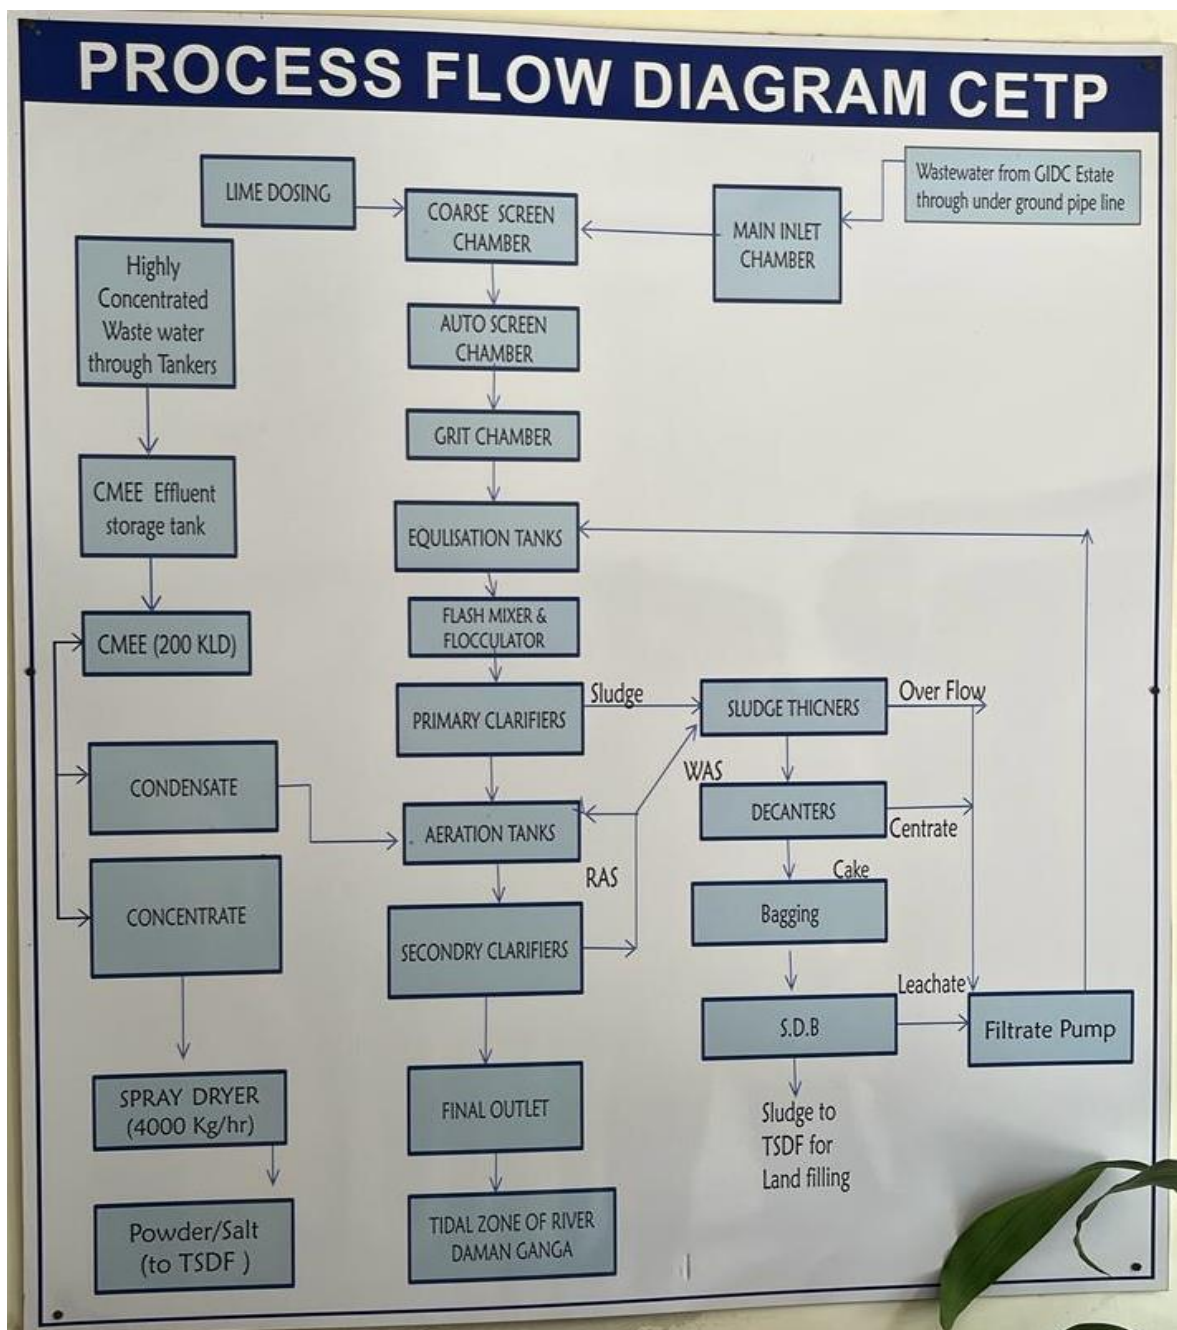 PROCESS FLOW DIAGRAM CETP
LIME DOSING
COARSE SCREEN
CHAMBER
MAIN INLET
CHAMBER
Wastewater from GIDC Estate
through under ground pipe line
Highly
Concentrated
Waste water
through Tankers
AUTO SCREEN
CHAMBER
GRIT CHAMBER
CMEE Effluent
storage tank
EQULISATION TANKS
FLASH MIXER &
FLOCCULATOR
CMEE (200 KLD)
PRIMARY CLARIFIERS
Sludge
SLUDGE THICNERS
Over Flow
WAS
CONDENSATE
AERATION TANKS
DECANTERS
Centrate
RAS
Cake
CONCENTRATE
SECONDRY CLARIFIERS
Bagging
Leachate
S.D.B
Filtrate Pump
SPRAY DRYER
(4000 Kg/hr)
FINAL OUTLET
Sludge to
TSDF for
Land filling
Powder/Salt
(to TSDF )
TIDAL ZONE OF RIVER
DAMAN GANGA